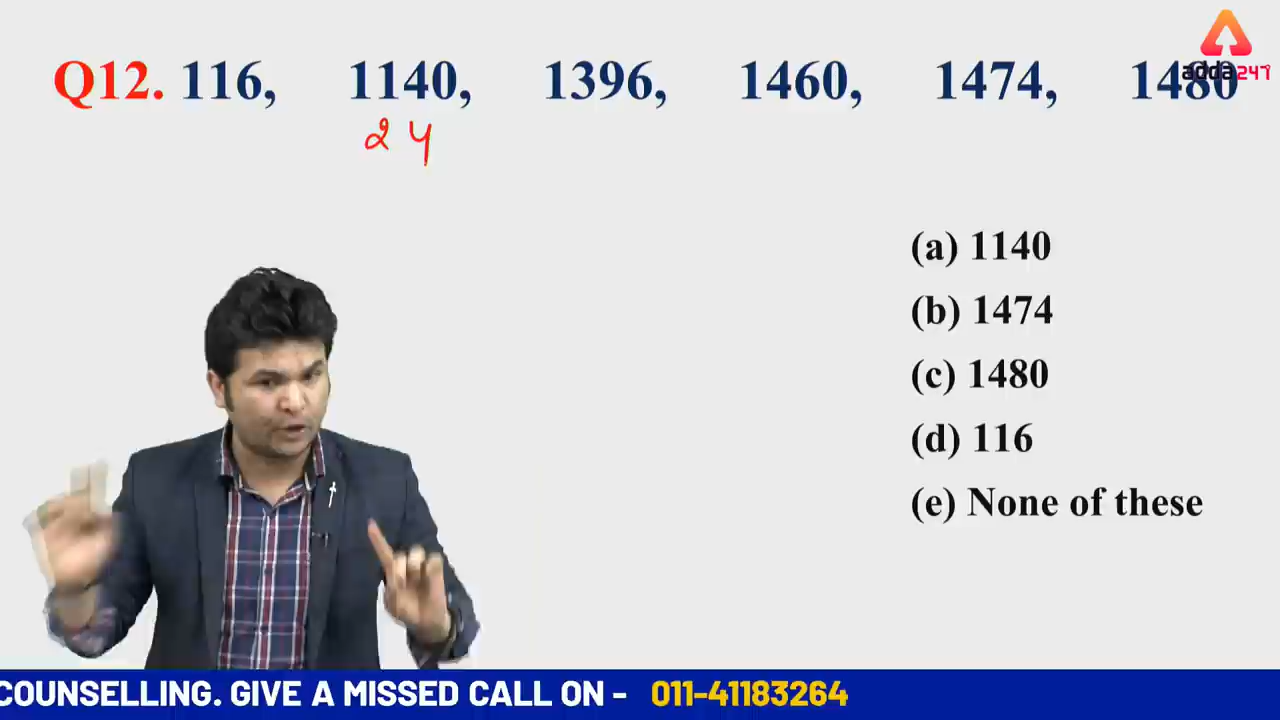 Q12. 116, 1140, 1396, 1460, 1474, 1480
adda247
24
(a) 1140
(b) 1474
(c) 1480
(d) 116
(e) None of these
COUNSELLING. GIVE A MISSED CALL ON - 011-41183264